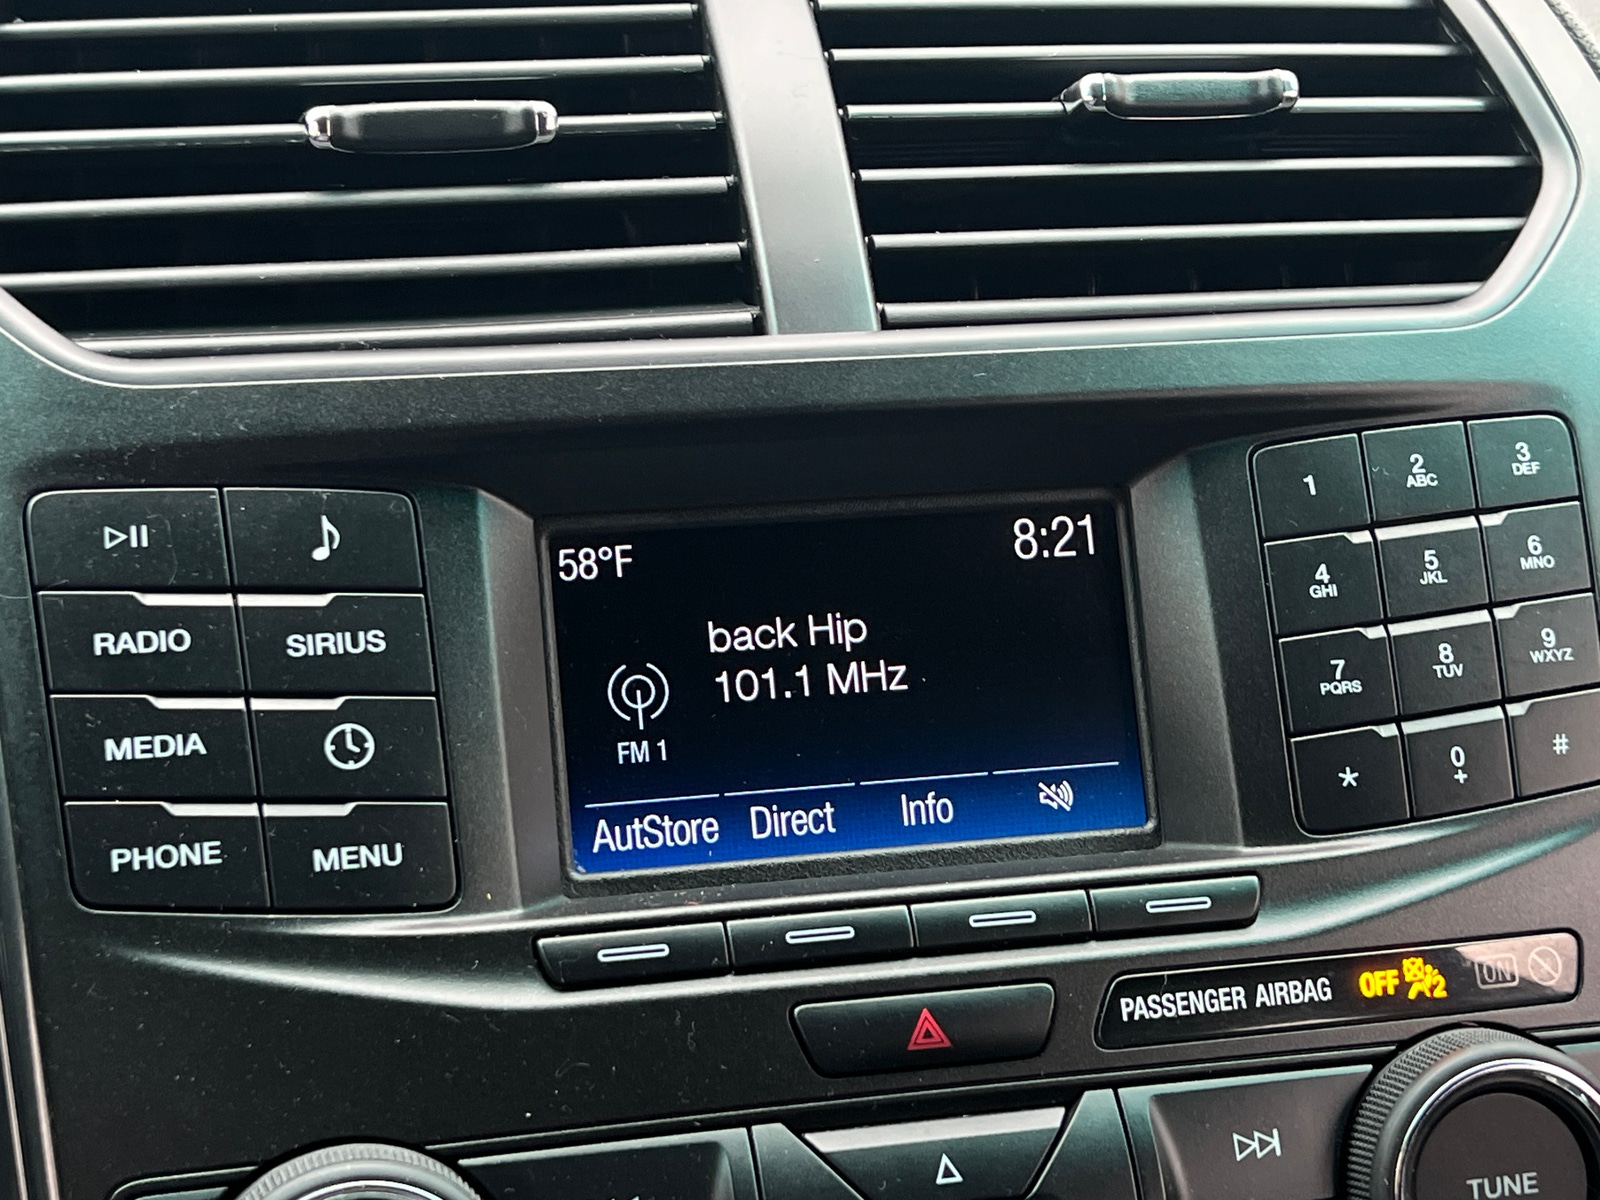 58°F
8:21
back Hip
101.1 MHz
FM 1
AutStore
Direct
Info
RADIO
SIRIUS
MEDIA
PHONE
MENU
1
2
ABC
3
DEF
4
GHI
5
JKL
6
MNO
7
PQRS
8
TUV
9
WXYZ
*
0
+
#
PASSENGER AIRBAG
OFF
2
ON
TUNE